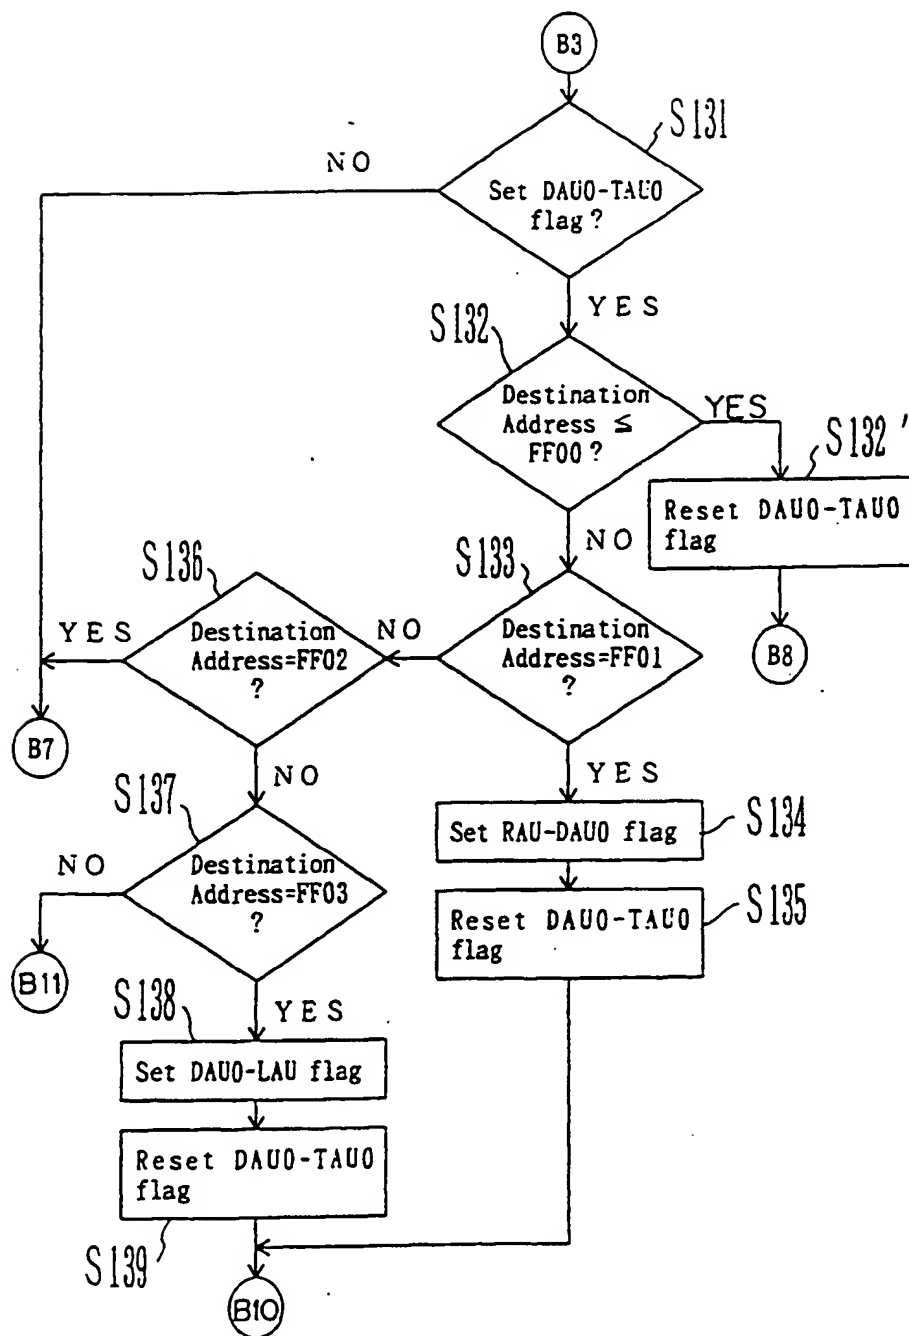 B3
S131
NO
Set DAU0-TAU0
flag?
YES
S132
Destination
Address ≤
FF00?
YES
S132'
Reset DAU0-TAU0
flag
NO
B8
S133
Destination
Address=FF01
?
NO
S136
Destination
Address=FF02
?
YES
B7
NO
YES
S137
Destination
Address=FF03
?
NO
B11
Set RAU-DAU0 flag
S134
Reset DAU0-TAU0
flag
S135
YES
S138
Set DAU0-LAU flag
Reset DAU0-TAU0
flag
S139
B10